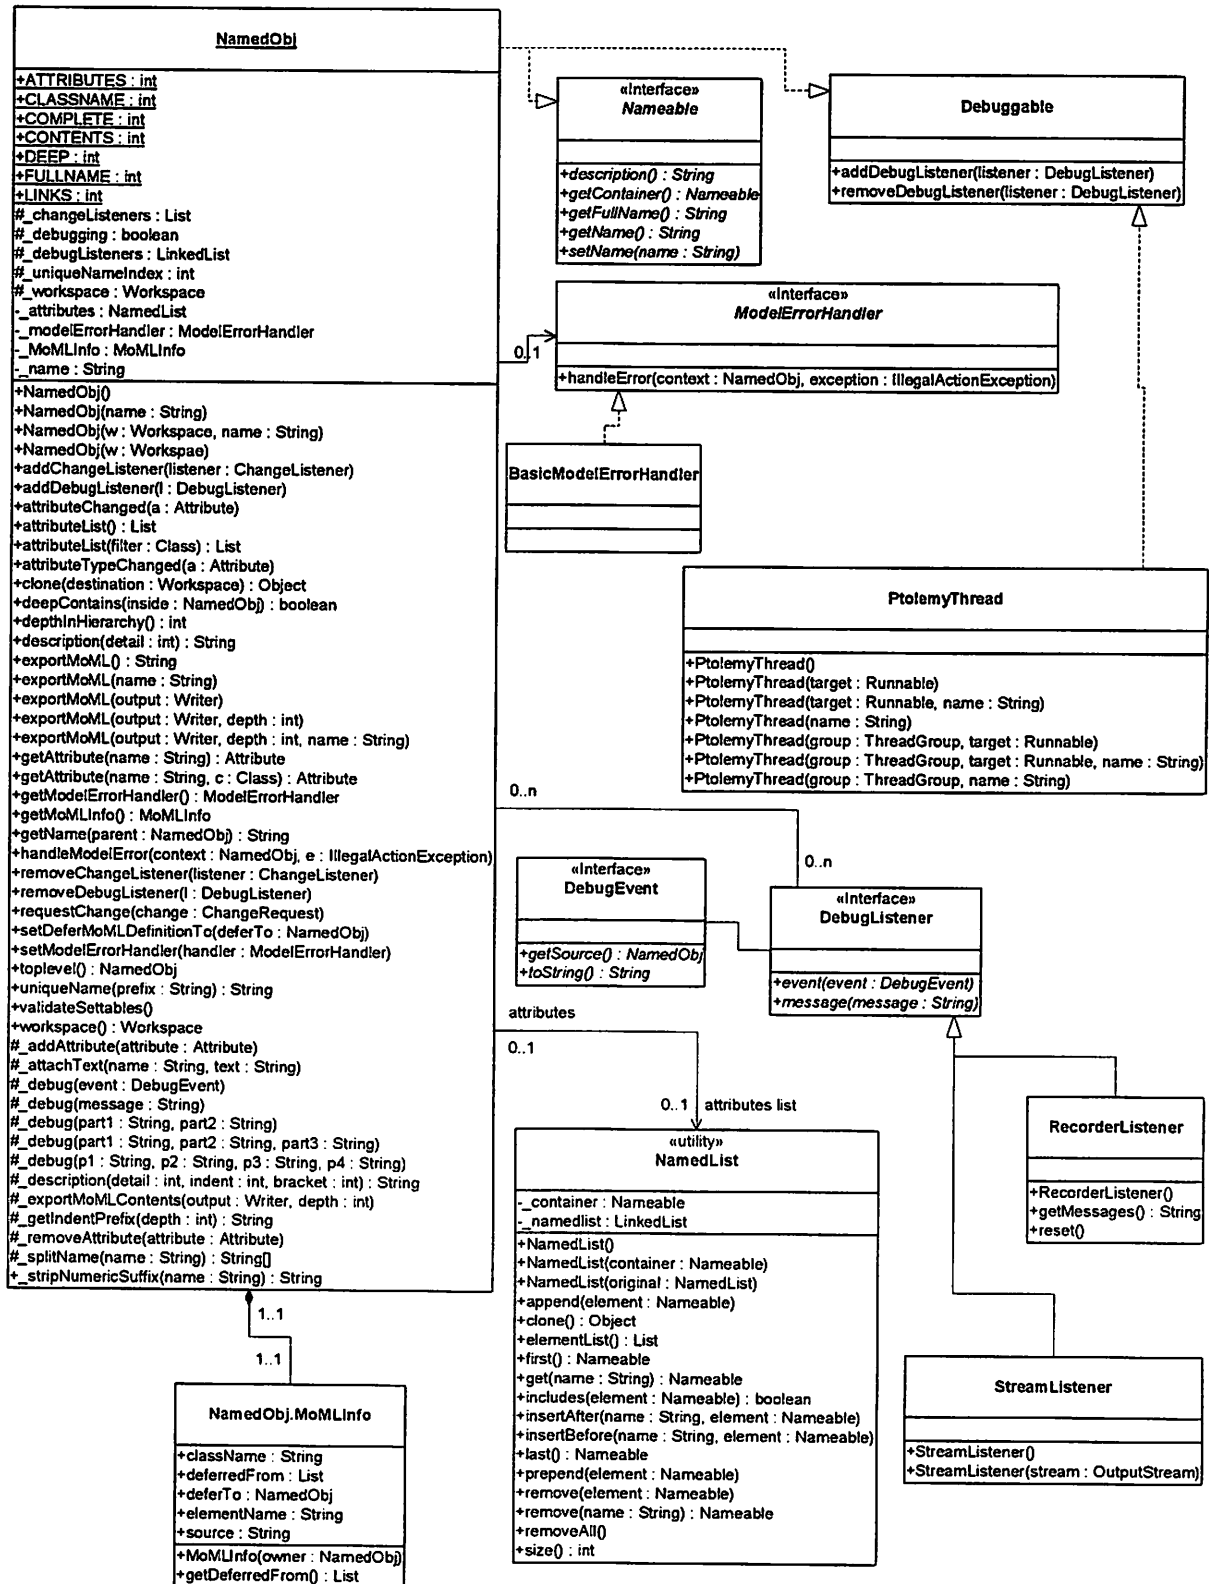 NamedObj
+ATTRIBUTES : int
+CLASSNAME : int
+COMPLETE : int
+CONTENTS : int
+DEEP : int
+FULLNAME : int
+LINKS : int
#_changeListeners : List
#_debugging : boolean
#_debugListeners : LinkedList
#_uniqueNameIndex : int
#_workspace : Workspace
-_attributes : NamedList
-_modelErrorHandler : ModelErrorHandler
-_MoMLInfo : MoMLInfo
-_name : String
+NamedObj()
+NamedObj(name : String)
+NamedObj(w : Workspace, name : String)
+NamedObj(w : Workspae)
+addChangeListener(listener : ChangeListener)
+addDebugListener(l : DebugListener)
+attributeChanged(a : Attribute)
+attributeList() : List
+attributeList(filter : Class) : List
+attributeTypeChanged(a : Attribute)
+clone(destination : Workspace) : Object
+deepContains(inside : NamedObj) : boolean
+depthInHierarchy() : int
+description(detail : int) : String
+exportMoML() : String
+exportMoML(name : String)
+exportMoML(output : Writer)
+exportMoML(output : Writer, depth : int)
+exportMoML(output : Writer, depth : int, name : String)
+getAttribute(name : String) : Attribute
+getAttribute(name : String, c : Class) : Attribute
+getModelErrorHandler() : ModelErrorHandler
+getMoMLInfo() : MoMLInfo
+getName(parent : NamedObj) : String
+handleModelError(context : NamedObj, e : IllegalActionException)
+removeChangeListener(listener : ChangeListener)
+removeDebugListener(l : DebugListener)
+requestChange(change : ChangeRequest)
+setDeferMoMLDefinitionTo(deferTo : NamedObj)
+setModelErrorHandler(handler : ModelErrorHandler)
+toplevel() : NamedObj
+uniqueName(prefix : String) : String
+validateSettables()
+workspace() : Workspace
#_addAttribute(attribute : Attribute)
#_attachText(name : String, text : String)
#_debug(event : DebugEvent)
#_debug(message : String)
#_debug(part1 : String, part2 : String)
#_debug(part1 : String, part2 : String, part3 : String)
#_debug(p1 : String, p2 : String, p3 : String, p4 : String)
#_description(detail : int, indent : int, bracket : int) : String
#_exportMoMLContents(output : Writer, depth : int)
#_getIndentPrefix(depth : int) : String
#_removeAttribute(attribute : Attribute)
#_splitName(name : String) : String[]
+_stripNumericSuffix(name : String) : String
1..1
1..1
NamedObj.MoMLInfo
+className : String
+deferredFrom : List
+deferTo : NamedObj
+elementName : String
+source : String
+MoMLInfo(owner : NamedObj)
+getDeferredFrom() : List
«Interface»
Nameable
+description() : String
+getContainer() : Nameable
+getFullName() : String
+getName() : String
+setName(name : String)
Debuggable
+addDebugListener(listener : DebugListener)
+removeDebugListener(listener : DebugListener)
0..1
«Interface»
ModelErrorHandler
+handleError(context : NamedObj, exception : IllegalActionException)
BasicModelErrorHandler
PtolemyThread
+PtolemyThread()
+PtolemyThread(target : Runnable)
+PtolemyThread(target : Runnable, name : String)
+PtolemyThread(name : String)
+PtolemyThread(group : ThreadGroup, target : Runnable)
+PtolemyThread(group : ThreadGroup, target : Runnable, name : String)
+PtolemyThread(group : ThreadGroup, name : String)
0..n
0..n
«Interface»
DebugEvent
+getSource() : NamedObj
+toString() : String
«Interface»
DebugListener
+event(event : DebugEvent)
+message(message : String)
attributes
0..1
0..1 attributes list
«utility»
NamedList
-_container : Nameable
-_namedlist : LinkedList
+NamedList()
+NamedList(container : Nameable)
+NamedList(original : NamedList)
+append(element : Nameable)
+clone() : Object
+elementList() : List
+first() : Nameable
+get(name : String) : Nameable
+includes(element : Nameable) : boolean
+insertAfter(name : String, element : Nameable)
+insertBefore(name : String, element : Nameable)
+last() : Nameable
+prepend(element : Nameable)
+remove(element : Nameable)
+remove(name : String) : Nameable
+removeAll()
+size() : int
RecorderListener
+RecorderListener()
+getMessages() : String
+reset()
StreamListener
+StreamListener()
+StreamListener(stream : OutputStream)